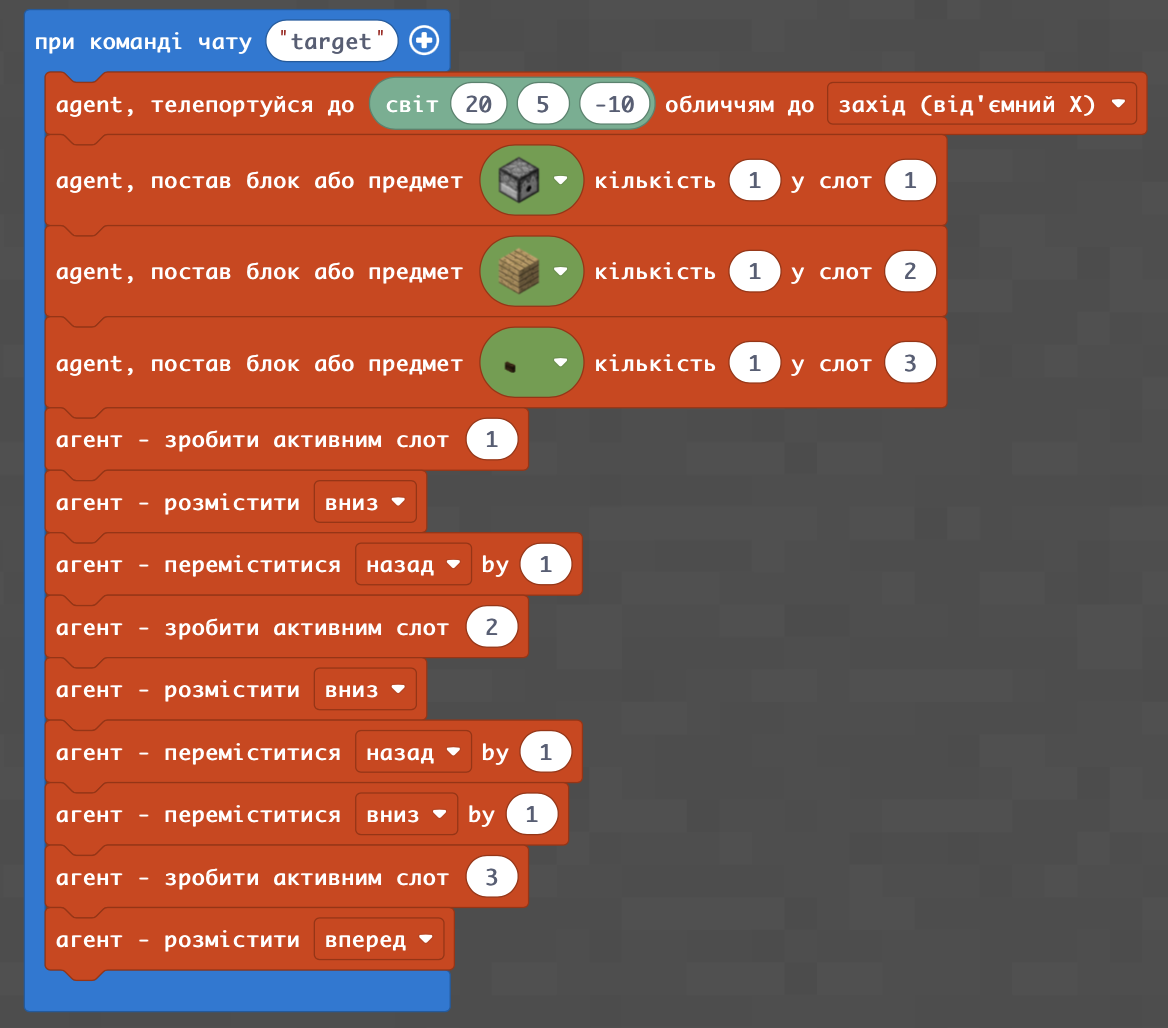 при команді чату "target"
agent, телепортуйся до світ 20 5 -10 обличчям до захід (від'ємний X)
agent, постав блок або предмет кількість 1 у слот 1
agent, постав блок або предмет кількість 1 у слот 2
agent, постав блок або предмет кількість 1 у слот 3
агент - зробити активним слот 1
агент - розмістити вниз
агент - переміститися назад by 1
агент - зробити активним слот 2
агент - розмістити вниз
агент - переміститися назад by 1
агент - переміститися вниз by 1
агент - зробити активним слот 3
агент - розмістити вперед